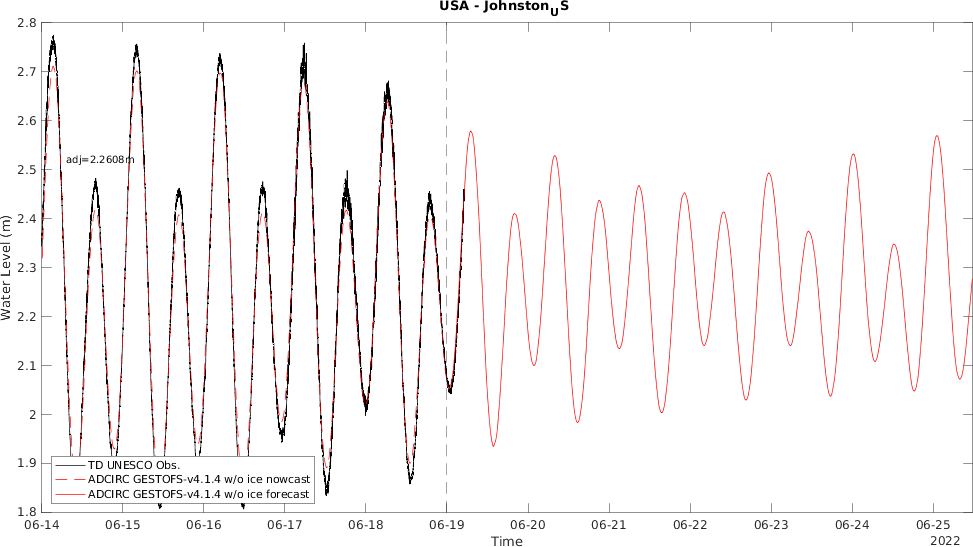 USA - Johnston_US
2.8
2.7
2.6
2.5
2.4
2.3
2.2
2.1
2
1.9
1.8
Water Level (m)
adj=2.2608m
TD UNESCO Obs.
ADCIRC GESTOFS-v4.1.4 w/o ice nowcast
ADCIRC GESTOFS-v4.1.4 w/o ice forecast
06-14 06-15 06-16 06-17 06-18 06-19 06-20 06-21 06-22 06-23 06-24 06-25
Time
2022